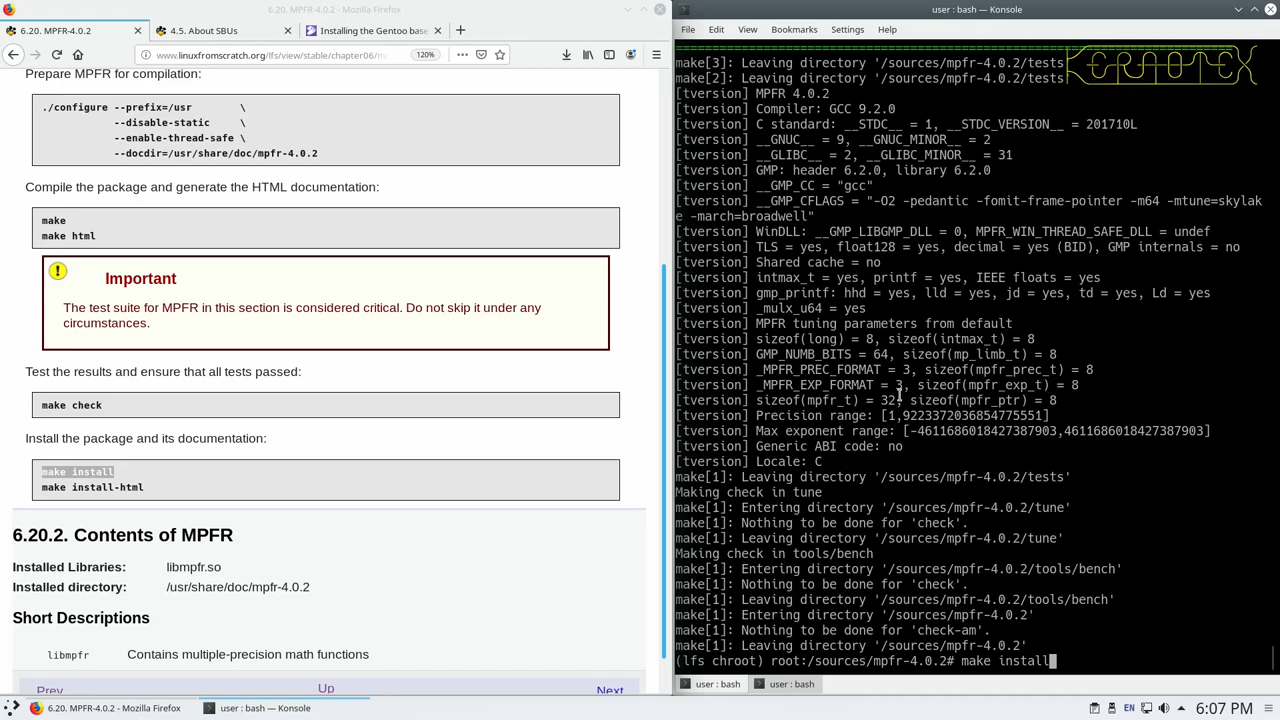 6.20. MPFR-4.0.2 - Mozilla Firefox
6.20. MPFR-4.0.2
4.5. About SBUs
Installing the Gentoo base
www.linuxfromscratch.org/lfs/view/stable/chapter06/
120%
Prepare MPFR for compilation:
./configure --prefix=/usr \
--disable-static \
--enable-thread-safe \
--docdir=/usr/share/doc/mpfr-4.0.2
Compile the package and generate the HTML documentation:
make
make html
Important
The test suite for MPFR in this section is considered critical. Do not skip it under any
circumstances.
Test the results and ensure that all tests passed:
make check
Install the package and its documentation:
make install
make install-html
6.20.2. Contents of MPFR
Installed Libraries: libmpfr.so
Installed directory: /usr/share/doc/mpfr-4.0.2
Short Descriptions
libmpfr Contains multiple-precision math functions
Prev Up Next
user : bash — Konsole
File Edit View Bookmarks Settings Help
make[3]: Leaving directory '/sources/mpfr-4.0.2/tests
make[2]: Leaving directory '/sources/mpfr-4.0.2/tests
[tversion] MPFR 4.0.2
[tversion] Compiler: GCC 9.2.0
[tversion] C standard: __STDC__ = 1, __STDC_VERSION__ = 201710L
[tversion] __GNUC__ = 9, __GNUC_MINOR__ = 2
[tversion] __GLIBC__ = 2, __GLIBC_MINOR__ = 31
[tversion] GMP: header 6.2.0, library 6.2.0
[tversion] __GMP_CC = "gcc"
[tversion] __GMP_CFLAGS = "-O2 -pedantic -fomit-frame-pointer -m64 -mtune=skylak
e -march=broadwell"
[tversion] WinDLL: __GMP_LIBGMP_DLL = 0, MPFR_WIN_THREAD_SAFE_DLL = undef
[tversion] TLS = yes, float128 = yes, decimal = yes (BID), GMP internals = no
[tversion] Shared cache = no
[tversion] intmax_t = yes, printf = yes, IEEE floats = yes
[tversion] gmp_printf: hhd = yes, lld = yes, jd = yes, td = yes, Ld = yes
[tversion] _mulx_u64 = yes
[tversion] MPFR tuning parameters from default
[tversion] sizeof(long) = 8, sizeof(intmax_t) = 8
[tversion] GMP_NUMB_BITS = 64, sizeof(mp_limb_t) = 8
[tversion] _MPFR_PREC_FORMAT = 3, sizeof(mpfr_prec_t) = 8
[tversion] _MPFR_EXP_FORMAT = 3, sizeof(mpfr_exp_t) = 8
[tversion] sizeof(mpfr_t) = 32, sizeof(mpfr_ptr) = 8
[tversion] Precision range: [1,9223372036854775551]
[tversion] Max exponent range: [-4611686018427387903,4611686018427387903]
[tversion] Generic ABI code: no
[tversion] Locale: C
make[1]: Leaving directory '/sources/mpfr-4.0.2/tests'
Making check in tune
make[1]: Entering directory '/sources/mpfr-4.0.2/tune'
make[1]: Nothing to be done for 'check'.
make[1]: Leaving directory '/sources/mpfr-4.0.2/tune'
Making check in tools/bench
make[1]: Entering directory '/sources/mpfr-4.0.2/tools/bench'
make[1]: Nothing to be done for 'check'.
make[1]: Leaving directory '/sources/mpfr-4.0.2/tools/bench'
make[1]: Entering directory '/sources/mpfr-4.0.2'
make[1]: Nothing to be done for 'check-am'.
make[1]: Leaving directory '/sources/mpfr-4.0.2'
(lfs chroot) root:/sources/mpfr-4.0.2# make install
user : bash user : bash
6.20. MPFR-4.0.2 - Mozilla Firefox user : bash — Konsole EN 6:07 PM